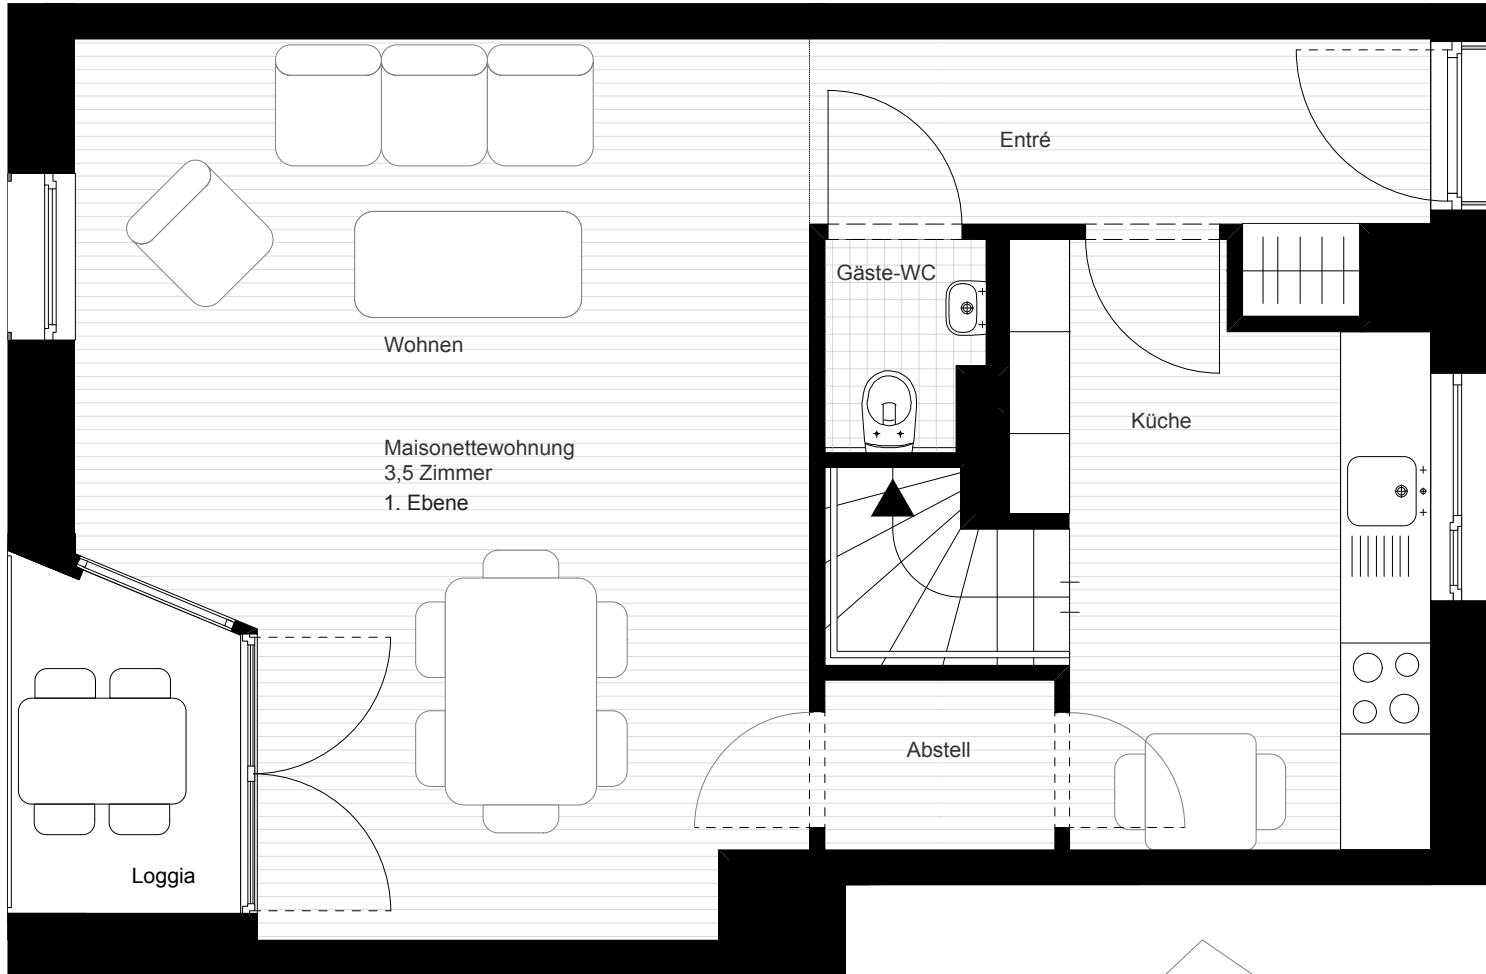 Entré
Gäste-WC
Wohnen
Küche
Maisonettewohnung
3,5 Zimmer
1. Ebene
Abstell
Loggia